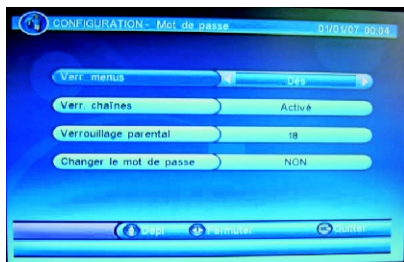 CONFIGURATION - Mot de passe 01/01/07 00:04
Verr. menus Dés
Verr. chaînes Activé
Verrouillage parental 18
Changer le mot de passe NON
Dépl Permuter Quitter